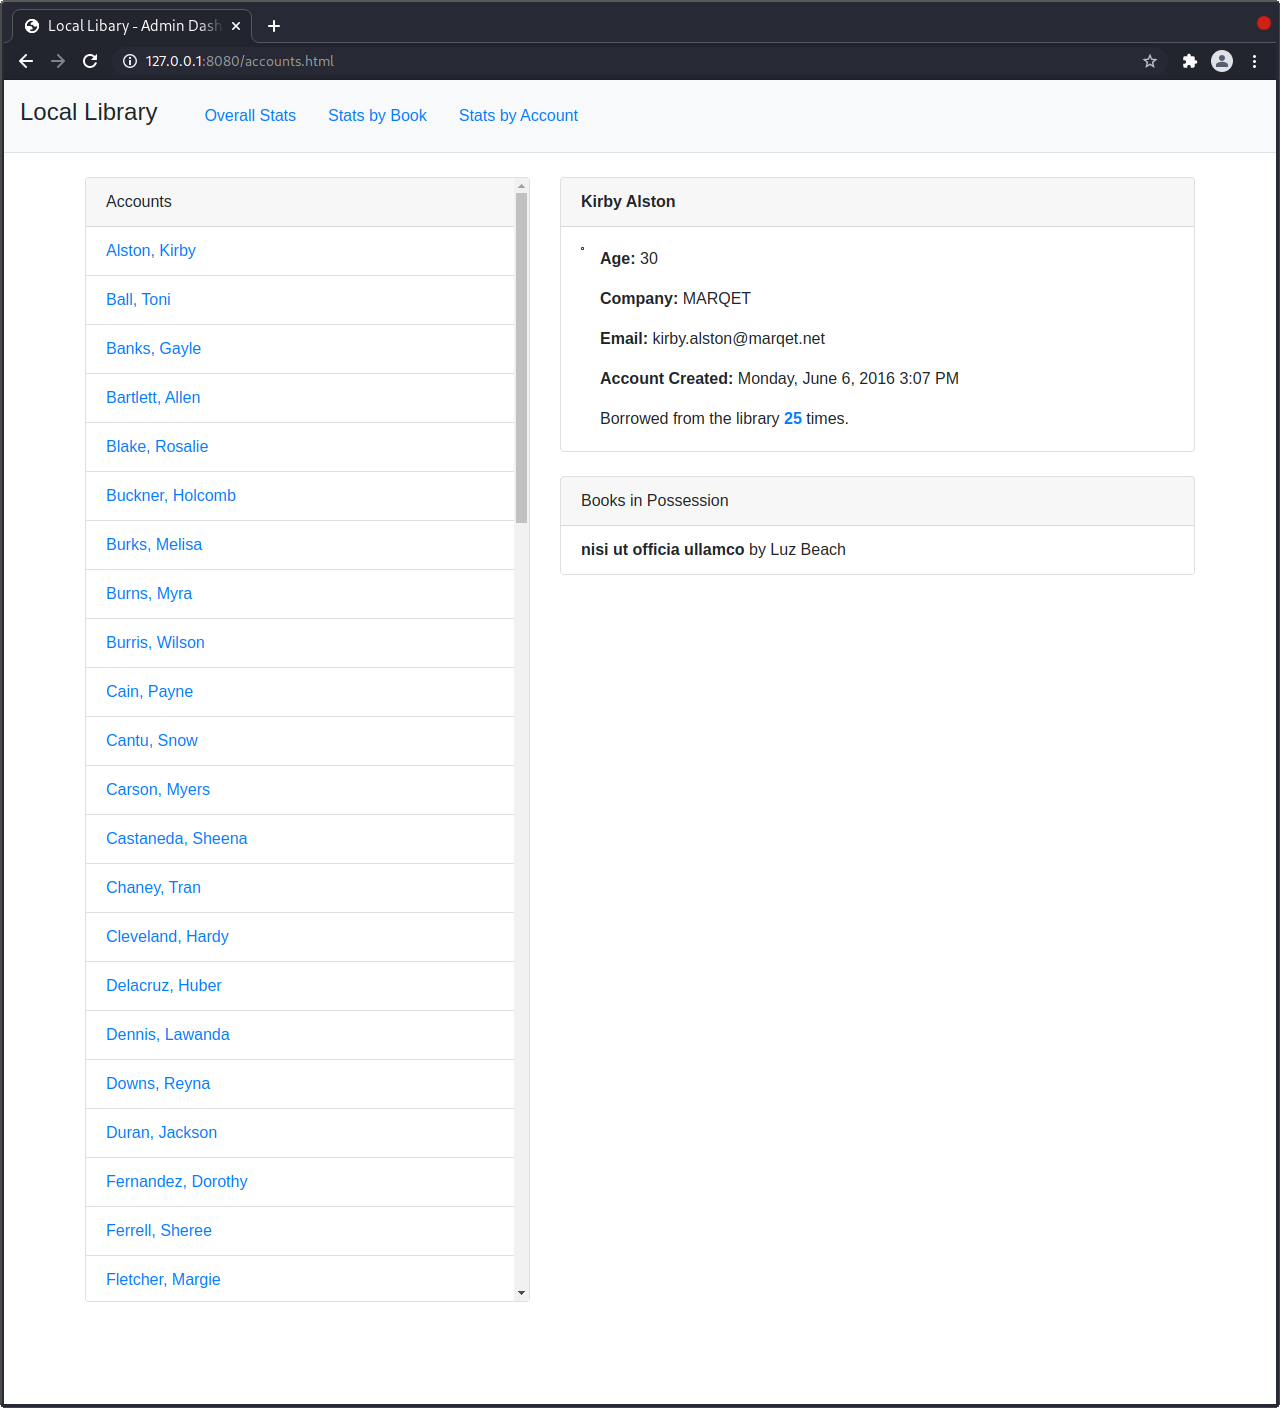 Local Libary - Admin Dash
127.0.0.1:8080/accounts.html
Local Library
Overall Stats
Stats by Book
Stats by Account
Accounts
Alston, Kirby
Ball, Toni
Banks, Gayle
Bartlett, Allen
Blake, Rosalie
Buckner, Holcomb
Burks, Melisa
Burns, Myra
Burris, Wilson
Cain, Payne
Cantu, Snow
Carson, Myers
Castaneda, Sheena
Chaney, Tran
Cleveland, Hardy
Delacruz, Huber
Dennis, Lawanda
Downs, Reyna
Duran, Jackson
Fernandez, Dorothy
Ferrell, Sheree
Fletcher, Margie
Kirby Alston
Age: 30
Company: MARQET
Email: kirby.alston@marqet.net
Account Created: Monday, June 6, 2016 3:07 PM
Borrowed from the library 25 times.
Books in Possession
nisi ut officia ullamco by Luz Beach